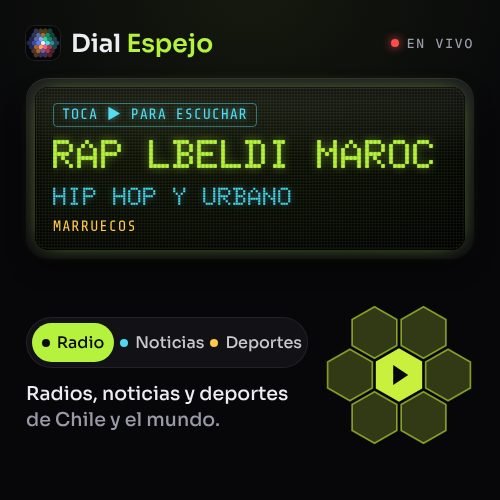 Dial Espejo
EN VIVO
TOCA ▶ PARA ESCUCHAR
RAP LBELDI MAROC
HIP HOP Y URBANO
MARRUECOS
Radio Noticias Deportes
Radios, noticias y deportes
de Chile y el mundo.